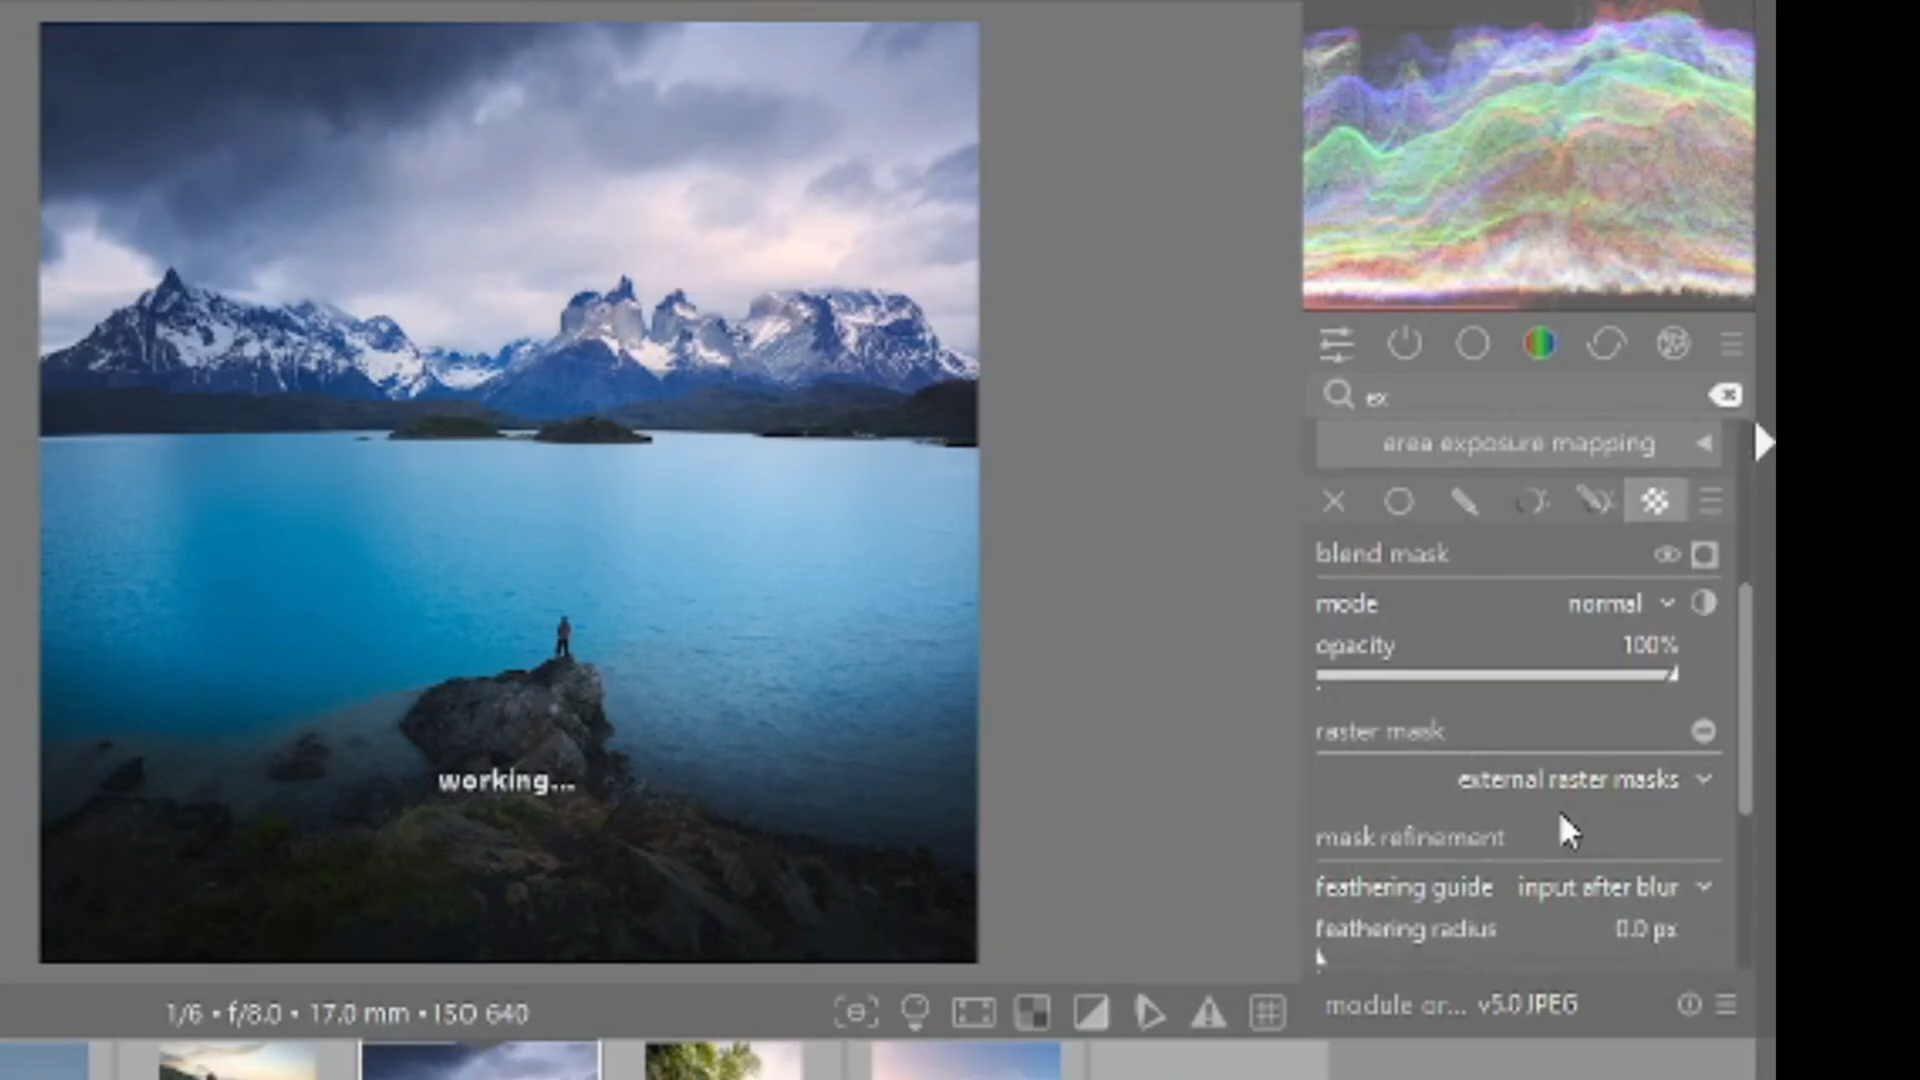 ex
area exposure mapping
blend mask
mode normal
opacity 100%
raster mask
external raster masks
mask refinement
feathering guide input after blur
feathering radius 0.0 px
working...
1/6 • f/8.0 • 17.0 mm • ISO 640
module or... v5.0 JPEG